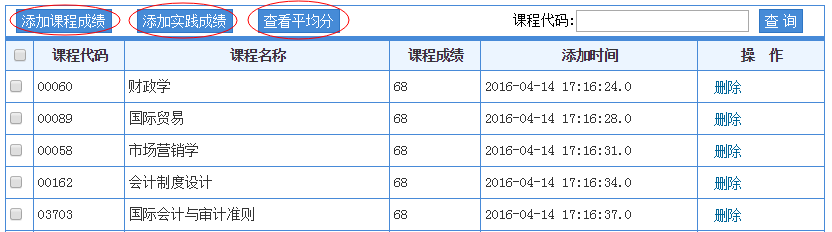 添加课程成绩 添加实践成绩 查看平均分 课程代码: 查 询
课程代码 课程名称 课程成绩 添加时间 操 作
00060 财政学 68 2016-04-14 17:16:24.0 删除
00089 国际贸易 68 2016-04-14 17:16:28.0 删除
00058 市场营销学 68 2016-04-14 17:16:31.0 删除
00162 会计制度设计 68 2016-04-14 17:16:34.0 删除
03703 国际会计与审计准则 68 2016-04-14 17:16:37.0 删除